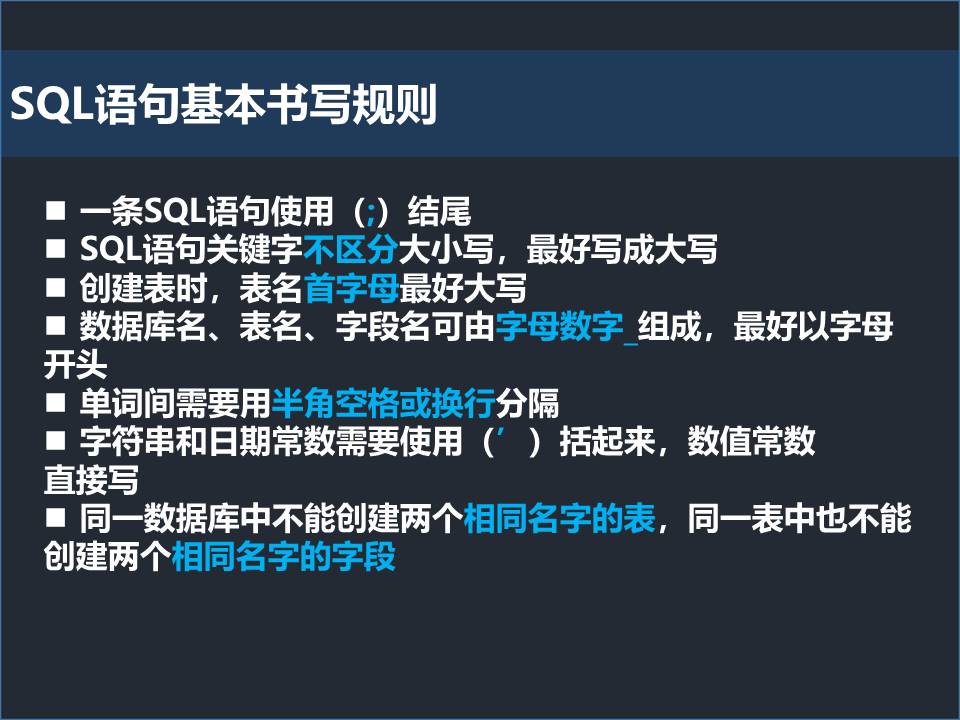 SQL语句基本书写规则
■ 一条SQL语句使用（;）结尾
■ SQL语句关键字不区分大小写，最好写成大写
■ 创建表时，表名首字母最好大写
■ 数据库名、表名、字段名可由字母数字_组成，最好以字母
开头
■ 单词间需要用半角空格或换行分隔
■ 字符串和日期常数需要使用（’）括起来，数值常数
直接写
■ 同一数据库中不能创建两个相同名字的表，同一表中也不能
创建两个相同名字的字段